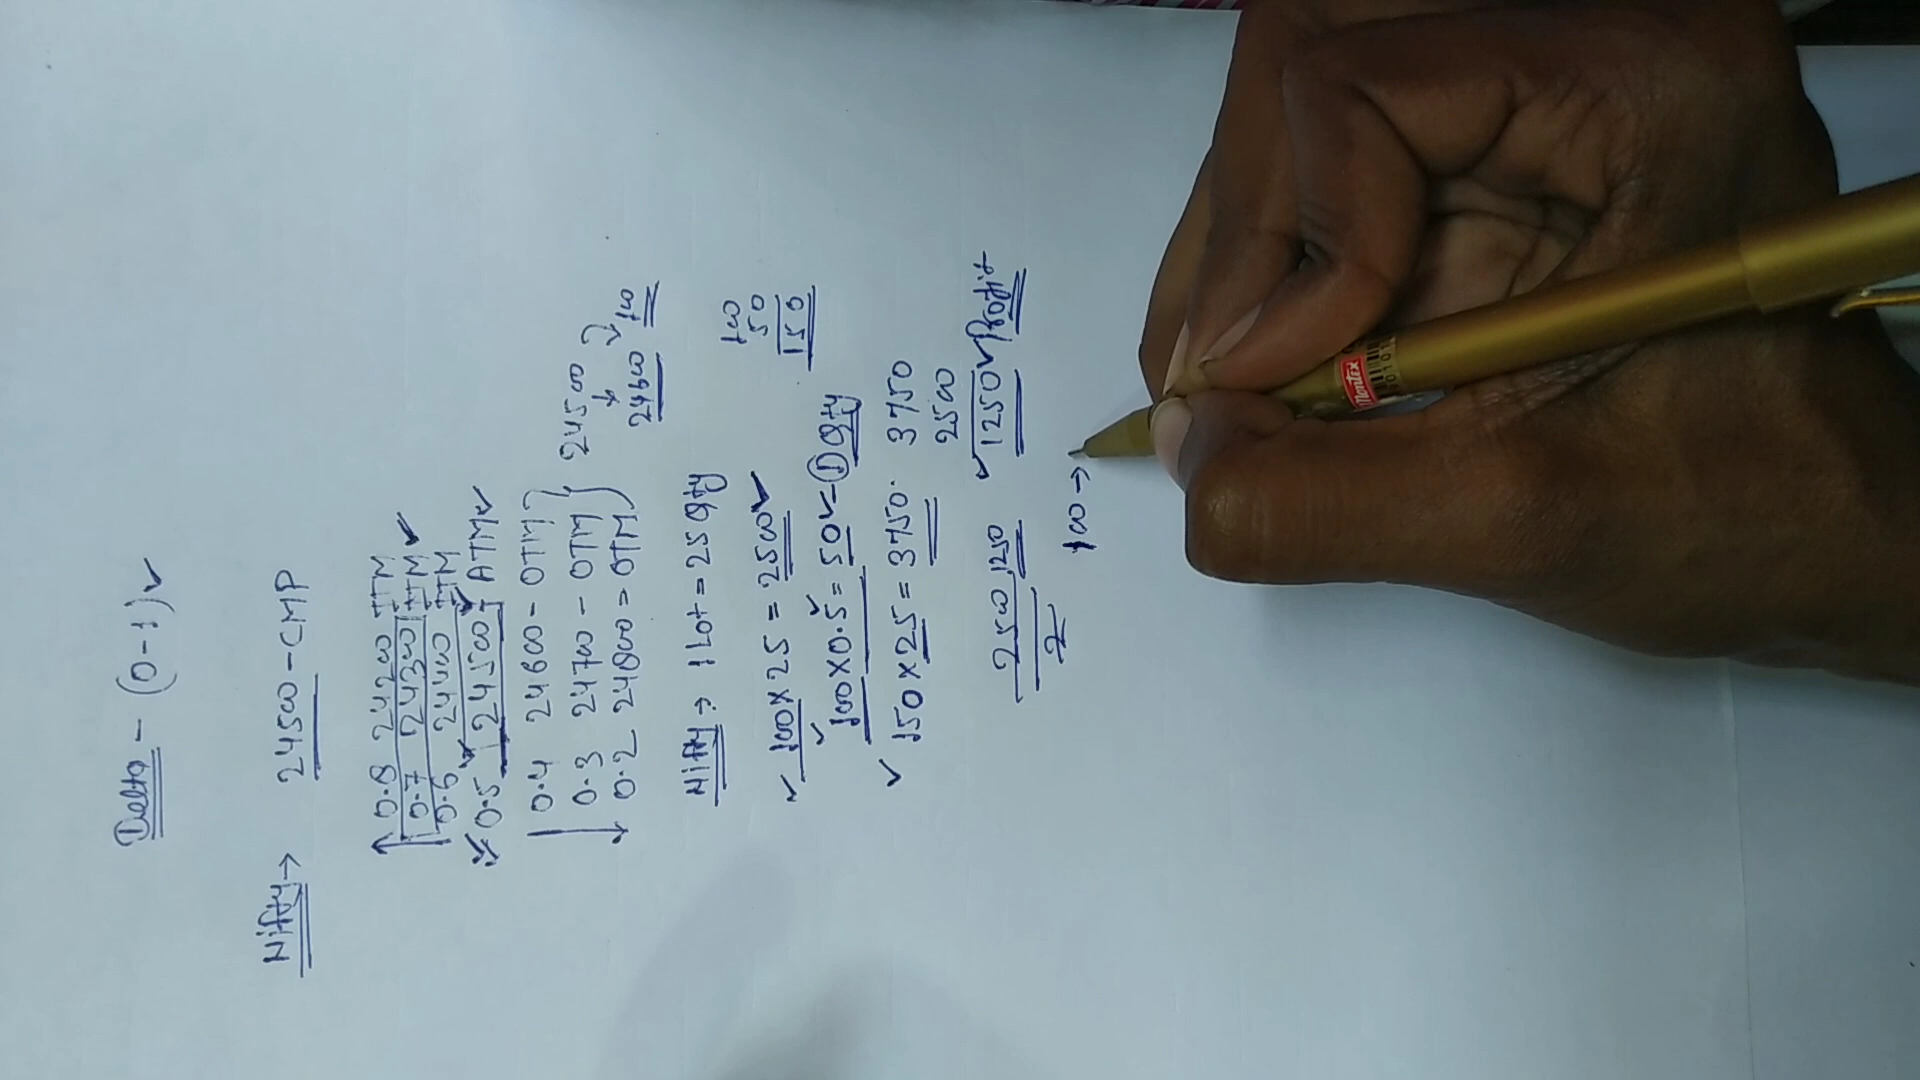 Delta - (0-1) ✓
Nifty → 24500-CMP
0.8 24200 ITM
0.7 24300 ITM ✓
0.6 24400 ITM
0.5 24500 - ATM ✓
0.4 24600 - OTM
0.3 24700 - OTM
0.2 24800 = OTM
24500
↓
24600 100
Nifty → 1 Lot = 25 Qty
✓ 100 x 25 = 2500 ✓
100 x 0.5 = 50 - 1 Qty
100
50
150
✓ 150 x 25 = 3750.
3750
2500
✓ 1250 ✓ Profit
2500 1250
2
100 →
Montex